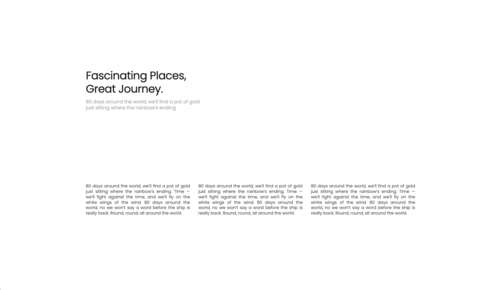 Fascinating Places,
Great Journey.
80 days around the world, we'll find a pot of gold
just sitting where the rainbow's ending
80 days around the world, we'll find a pot of gold
just sitting where the rainbow's ending. Time —
we'll fight against the time, and we'll fly on the
white wings of the wind. 80 days around the
world, no we won't say a word before the ship is
really back. Round, round, all around the world.
80 days around the world, we'll find a pot of gold
just sitting where the rainbow's ending. Time —
we'll fight against the time, and we'll fly on the
white wings of the wind. 80 days around the
world, no we won't say a word before the ship is
really back. Round, round, all around the world.
80 days around the world, we'll find a pot of gold
just sitting where the rainbow's ending. Time —
we'll fight against the time, and we'll fly on the
white wings of the wind. 80 days around the
world, no we won't say a word before the ship is
really back. Round, round, all around the world.